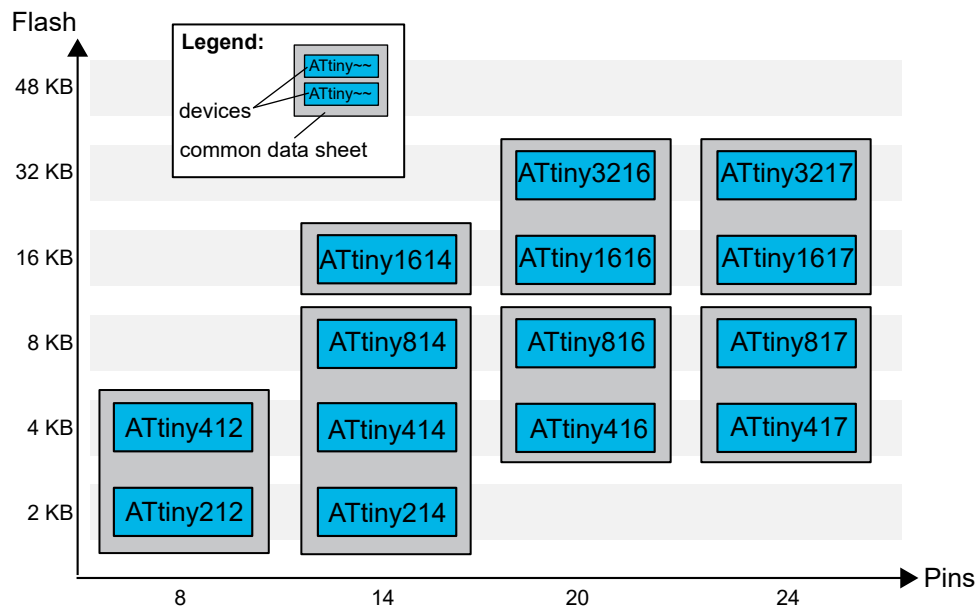 Flash
Legend:
ATtiny~~
ATtiny~~
devices
common data sheet
48 KB
32 KB
ATtiny3216
ATtiny3217
16 KB
ATtiny1614
ATtiny1616
ATtiny1617
8 KB
ATtiny814
ATtiny816
ATtiny817
4 KB
ATtiny412
ATtiny414
ATtiny416
ATtiny417
2 KB
ATtiny212
ATtiny214
Pins
8
14
20
24